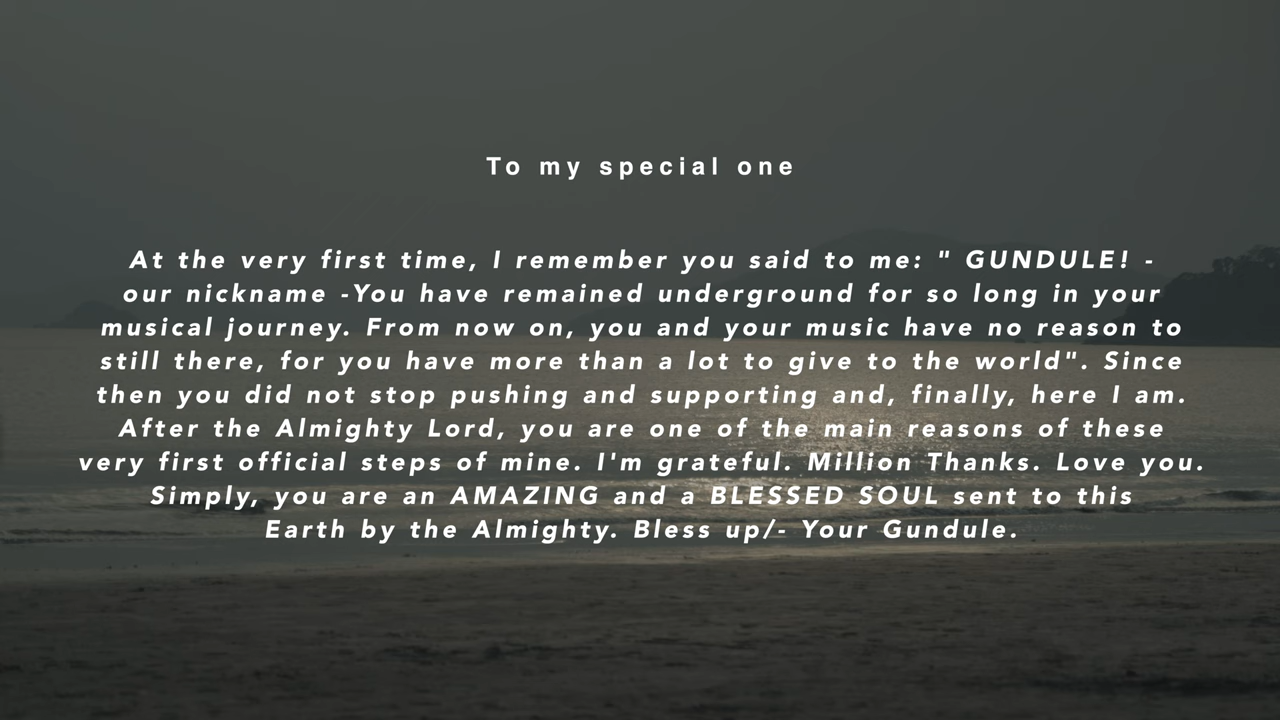 To my special one
At the very first time, I remember you said to me: " GUNDULE! -
our nickname -You have remained underground for so long in your
musical journey. From now on, you and your music have no reason to
still there, for you have more than a lot to give to the world". Since
then you did not stop pushing and supporting and, finally, here I am.
After the Almighty Lord, you are one of the main reasons of these
very first official steps of mine. I'm grateful. Million Thanks. Love you.
Simply, you are an AMAZING and a BLESSED SOUL sent to this
Earth by the Almighty. Bless up/- Your Gundule.